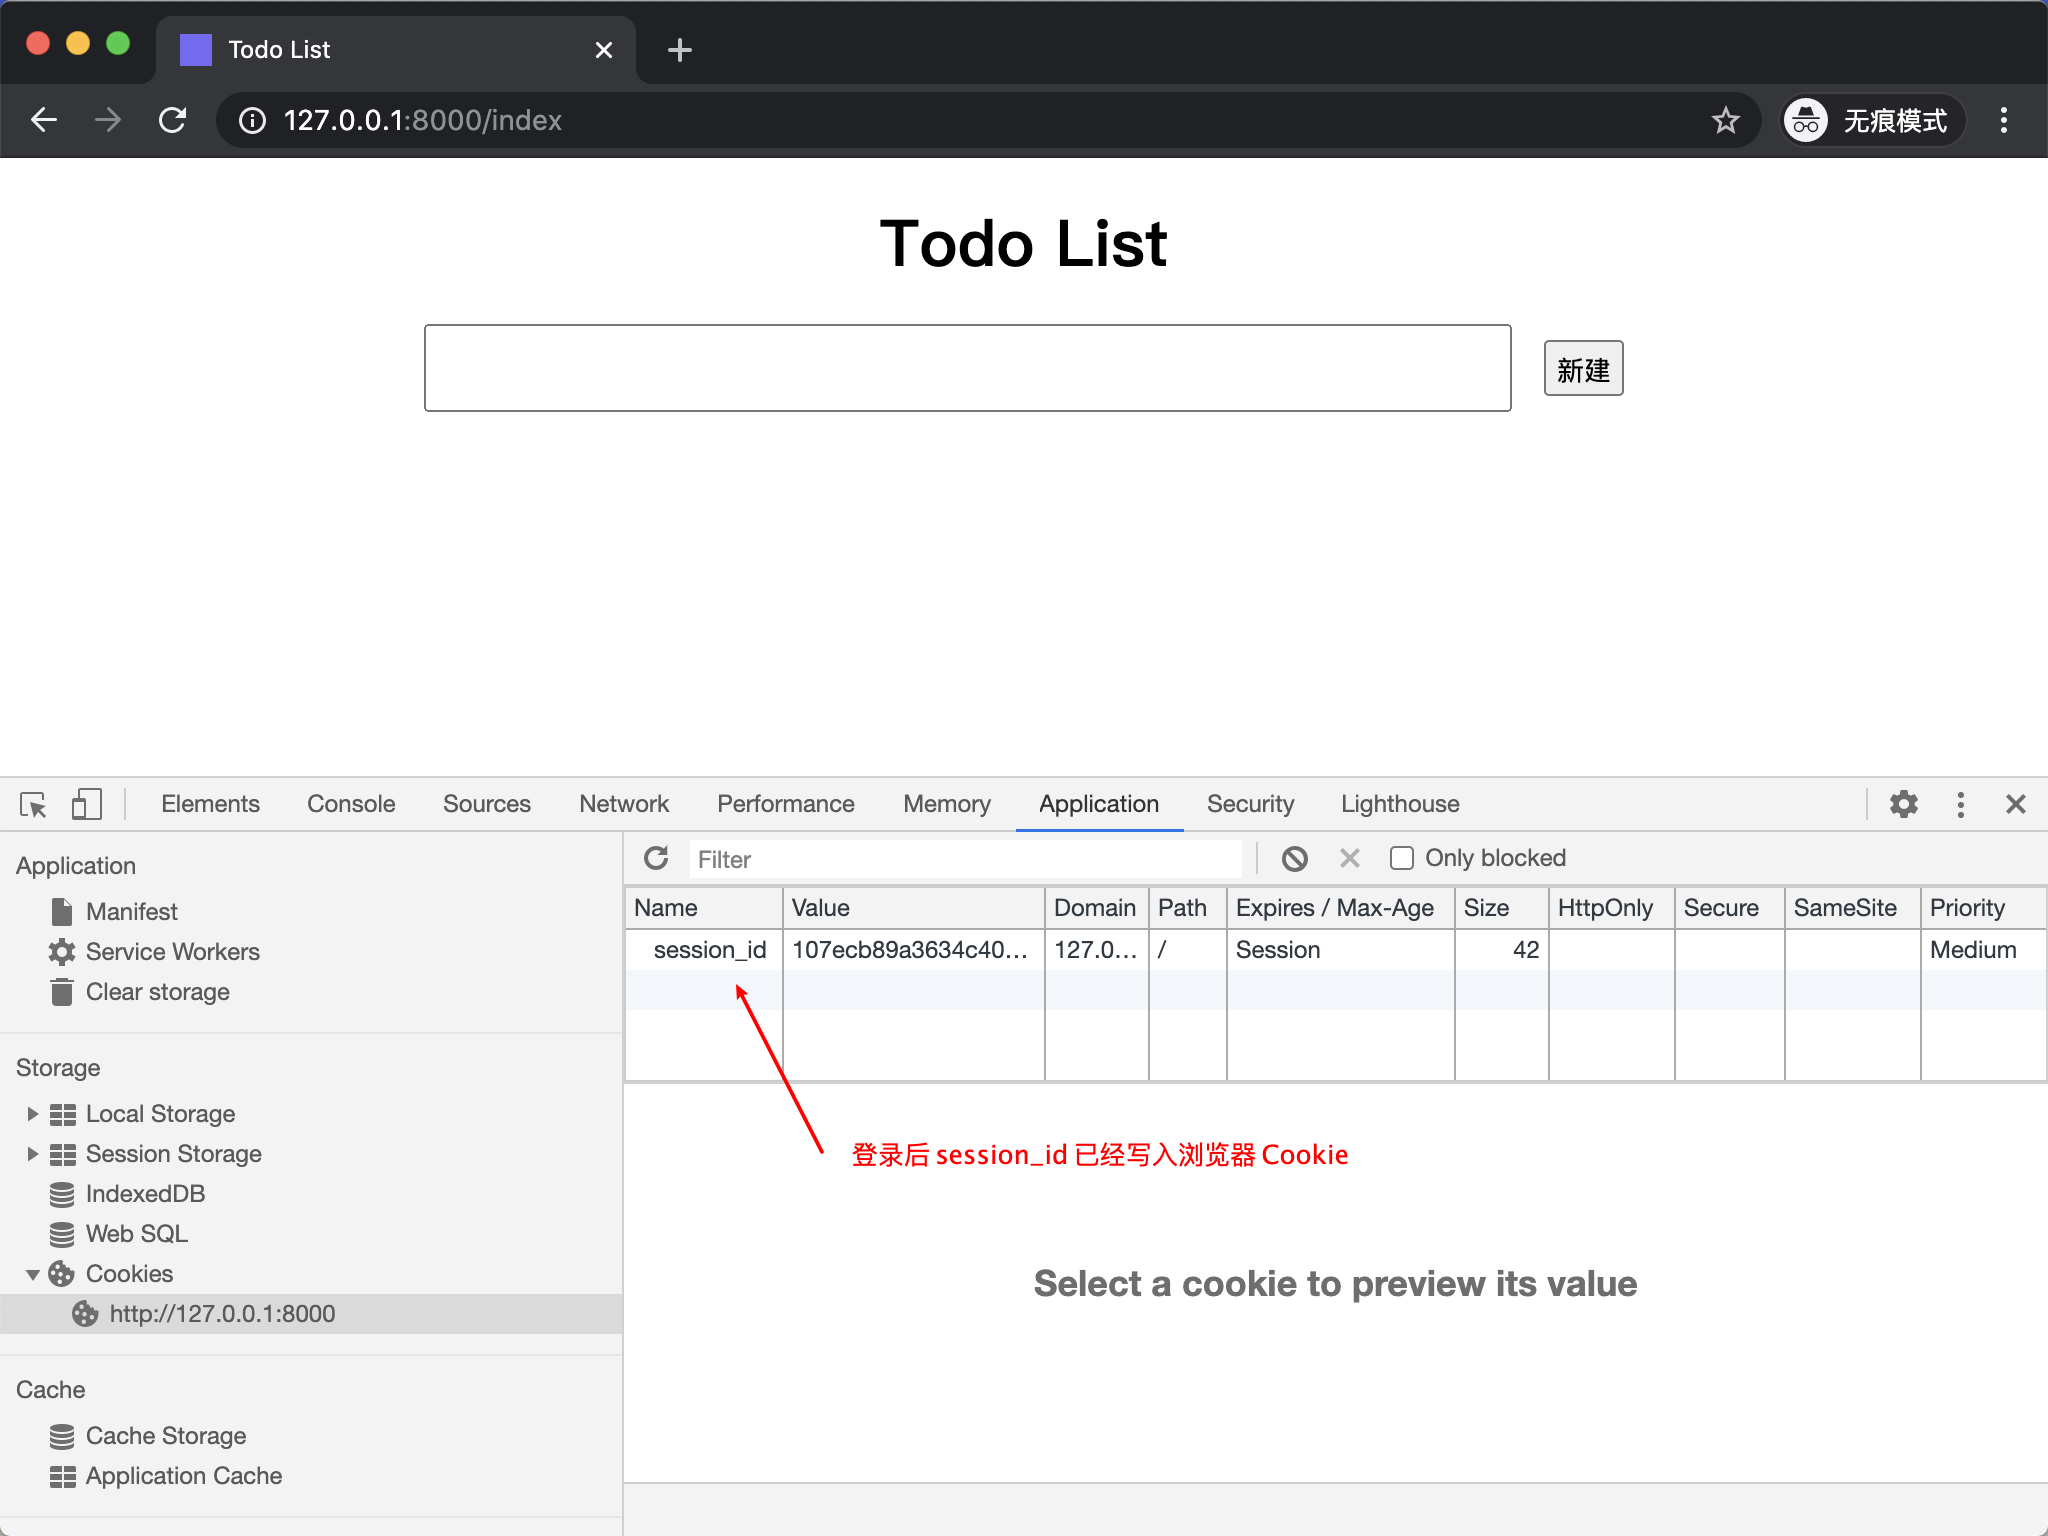 Todo List
127.0.0.1:8000/index
无痕模式
Todo List
新建
Elements Console Sources Network Performance Memory Application Security Lighthouse
Application
Manifest
Service Workers
Clear storage
Storage
Local Storage
Session Storage
IndexedDB
Web SQL
Cookies
http://127.0.0.1:8000
Cache
Cache Storage
Application Cache
Filter
Only blocked
Name Value Domain Path Expires / Max-Age Size HttpOnly Secure SameSite Priority
session_id 107ecb89a3634c40... 127.0... / Session 42 Medium
登录后 session_id 已经写入浏览器 Cookie
Select a cookie to preview its value